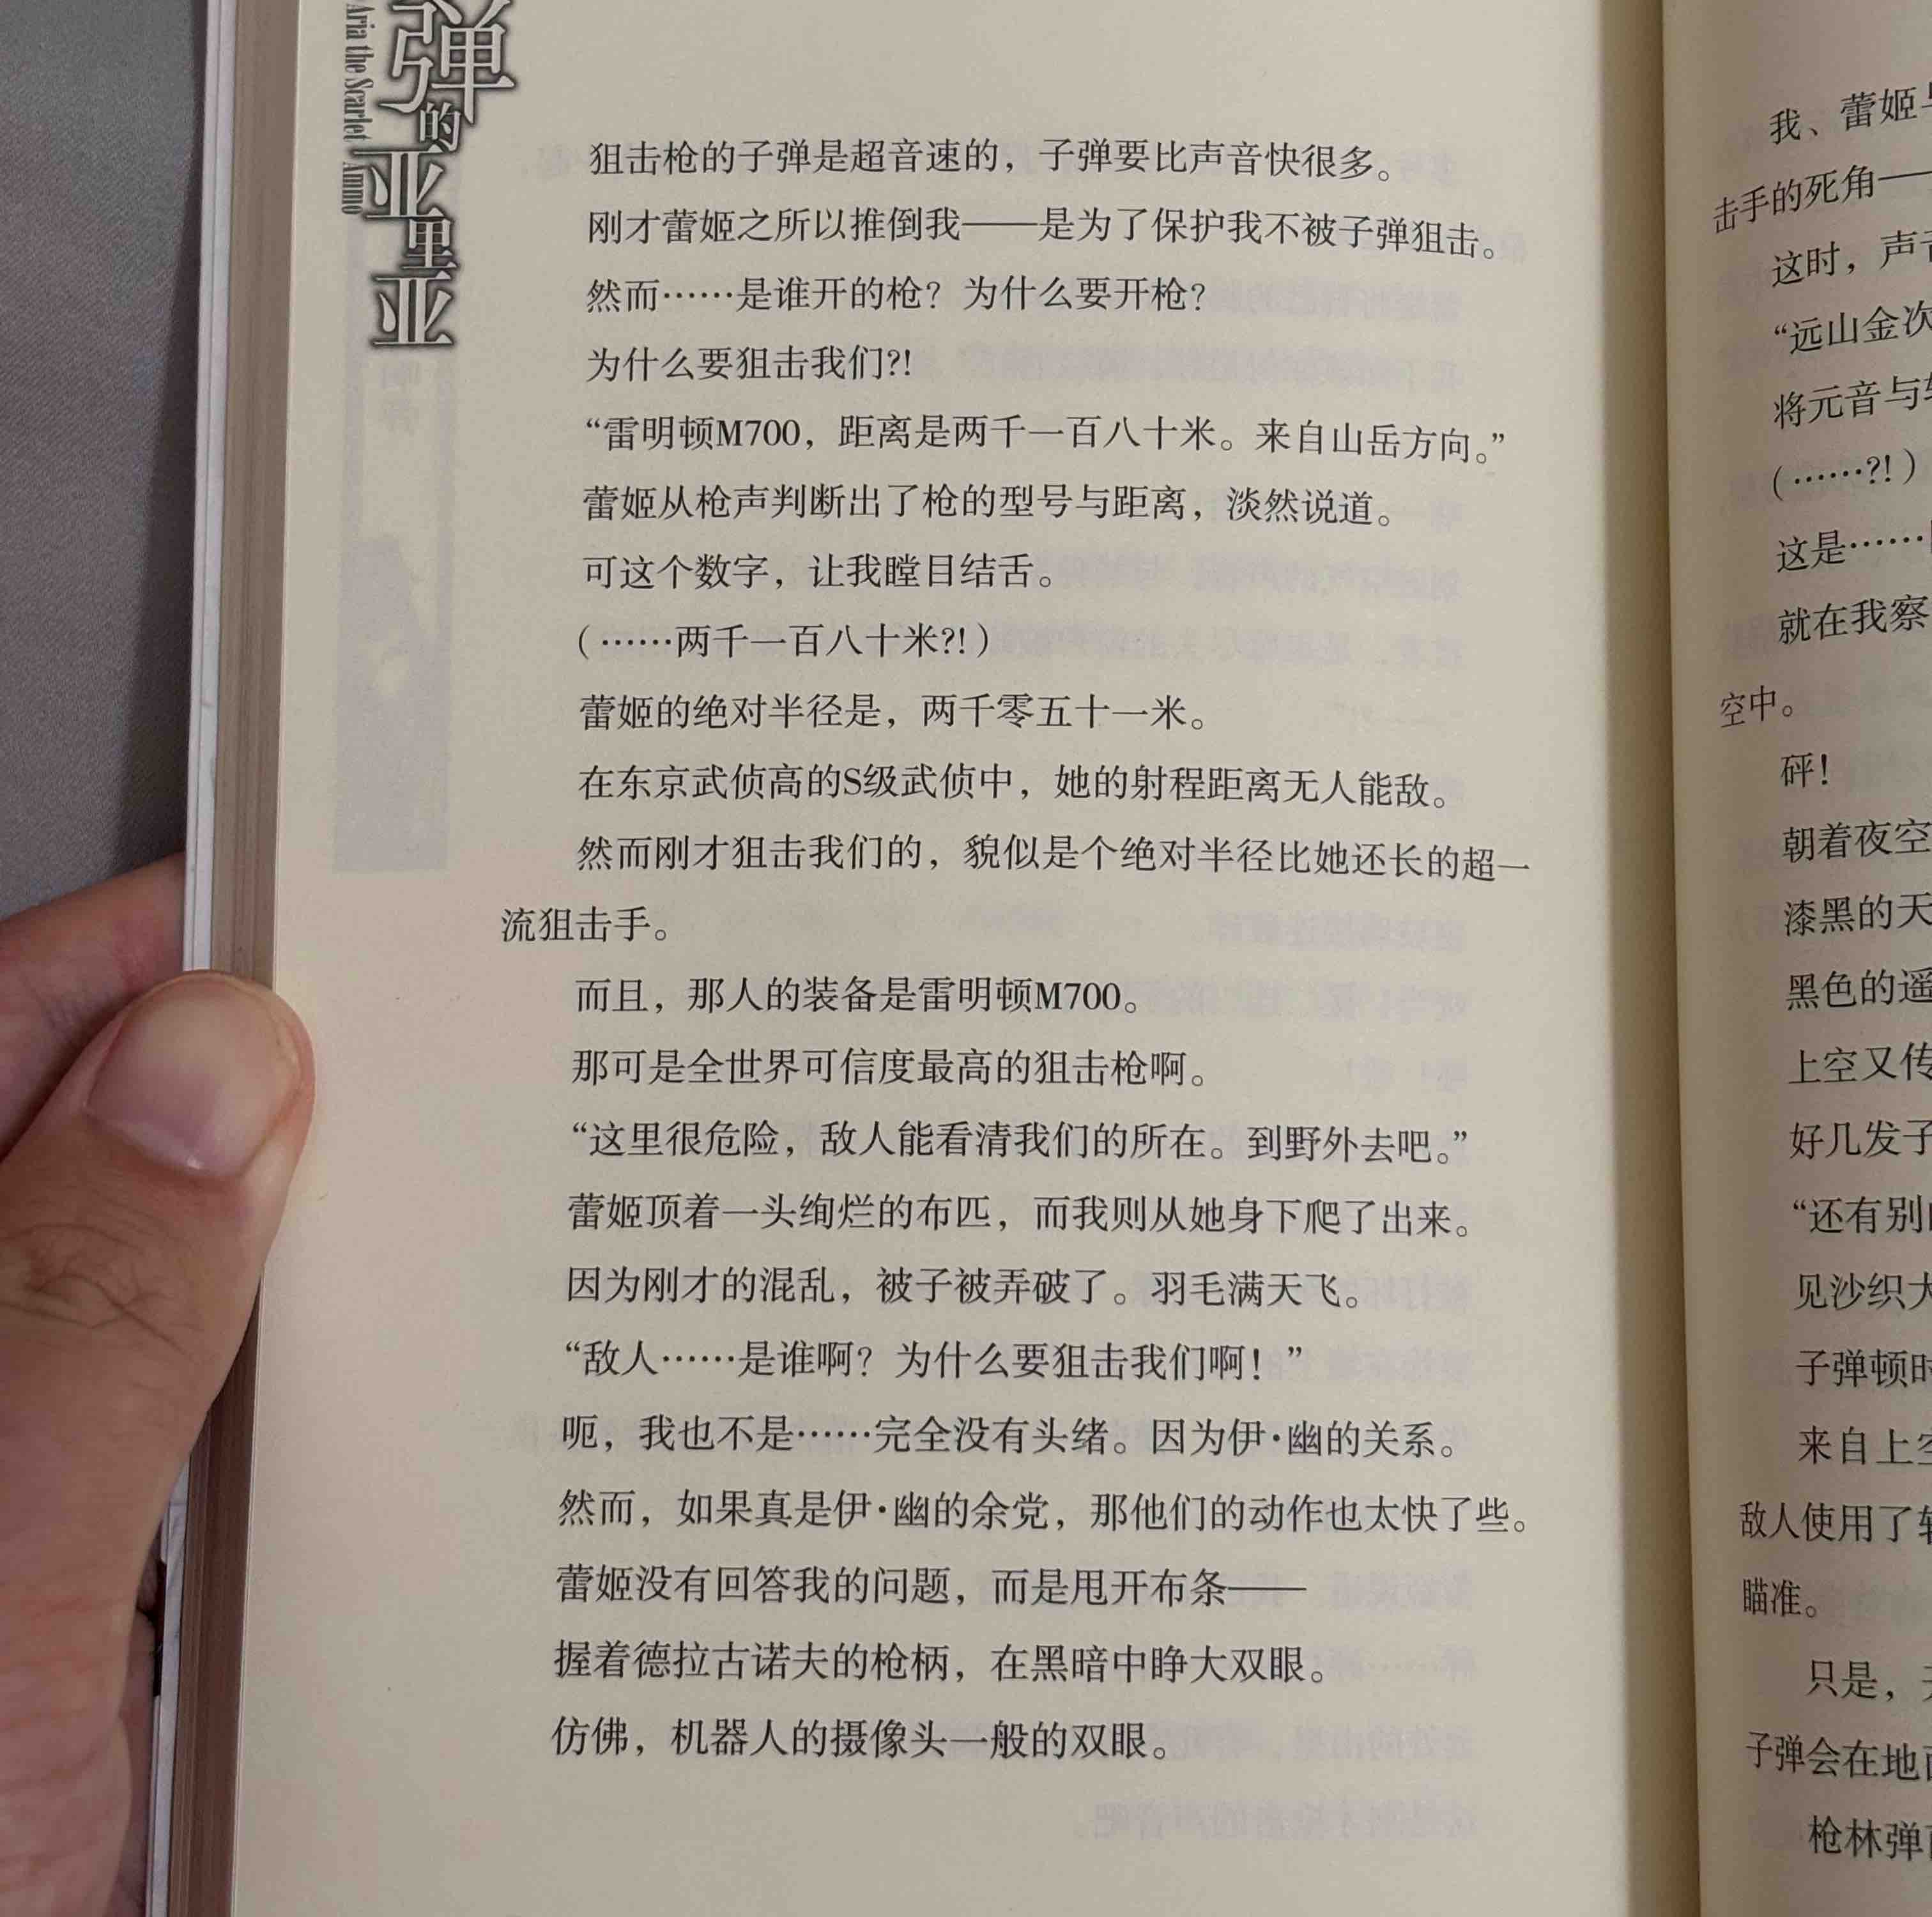 弹的亚里亚
Aria the Scarlet Ammo
狙击枪的子弹是超音速的，子弹要比声音快很多。
刚才蕾姬之所以推倒我——是为了保护我不被子弹狙击。
然而……是谁开的枪？为什么要开枪？
为什么要狙击我们?!
“雷明顿M700，距离是两千一百八十米。来自山岳方向。”
蕾姬从枪声判断出了枪的型号与距离，淡然说道。
可这个数字，让我瞠目结舌。
（……两千一百八十米?!）
蕾姬的绝对半径是，两千零五十一米。
在东京武侦高的S级武侦中，她的射程距离无人能敌。
然而刚才狙击我们的，貌似是个绝对半径比她还长的超一
流狙击手。
而且，那人的装备是雷明顿M700。
那可是全世界可信度最高的狙击枪啊。
“这里很危险，敌人能看清我们的所在。到野外去吧。”
蕾姬顶着一头绚烂的布匹，而我则从她身下爬了出来。
因为刚才的混乱，被子被弄破了。羽毛满天飞。
“敌人……是谁啊？为什么要狙击我们啊！”
呃，我也不是……完全没有头绪。因为伊·幽的关系。
然而，如果真是伊·幽的余党，那他们的动作也太快了些。
蕾姬没有回答我的问题，而是甩开布条——
握着德拉古诺夫的枪柄，在黑暗中睁大双眼。
仿佛，机器人的摄像头一般的双眼。
我、蕾姬
击手的死角—
这时，声音
“远山金次
将元音与
（……?!）
这是……
就在我察
空中。
砰！
朝着夜空
漆黑的天
黑色的遥
上空又传
好几发子
“还有别
见沙织大
子弹顿时
来自上空
敌人使用了
瞄准。
只是，
子弹会在地
枪林弹